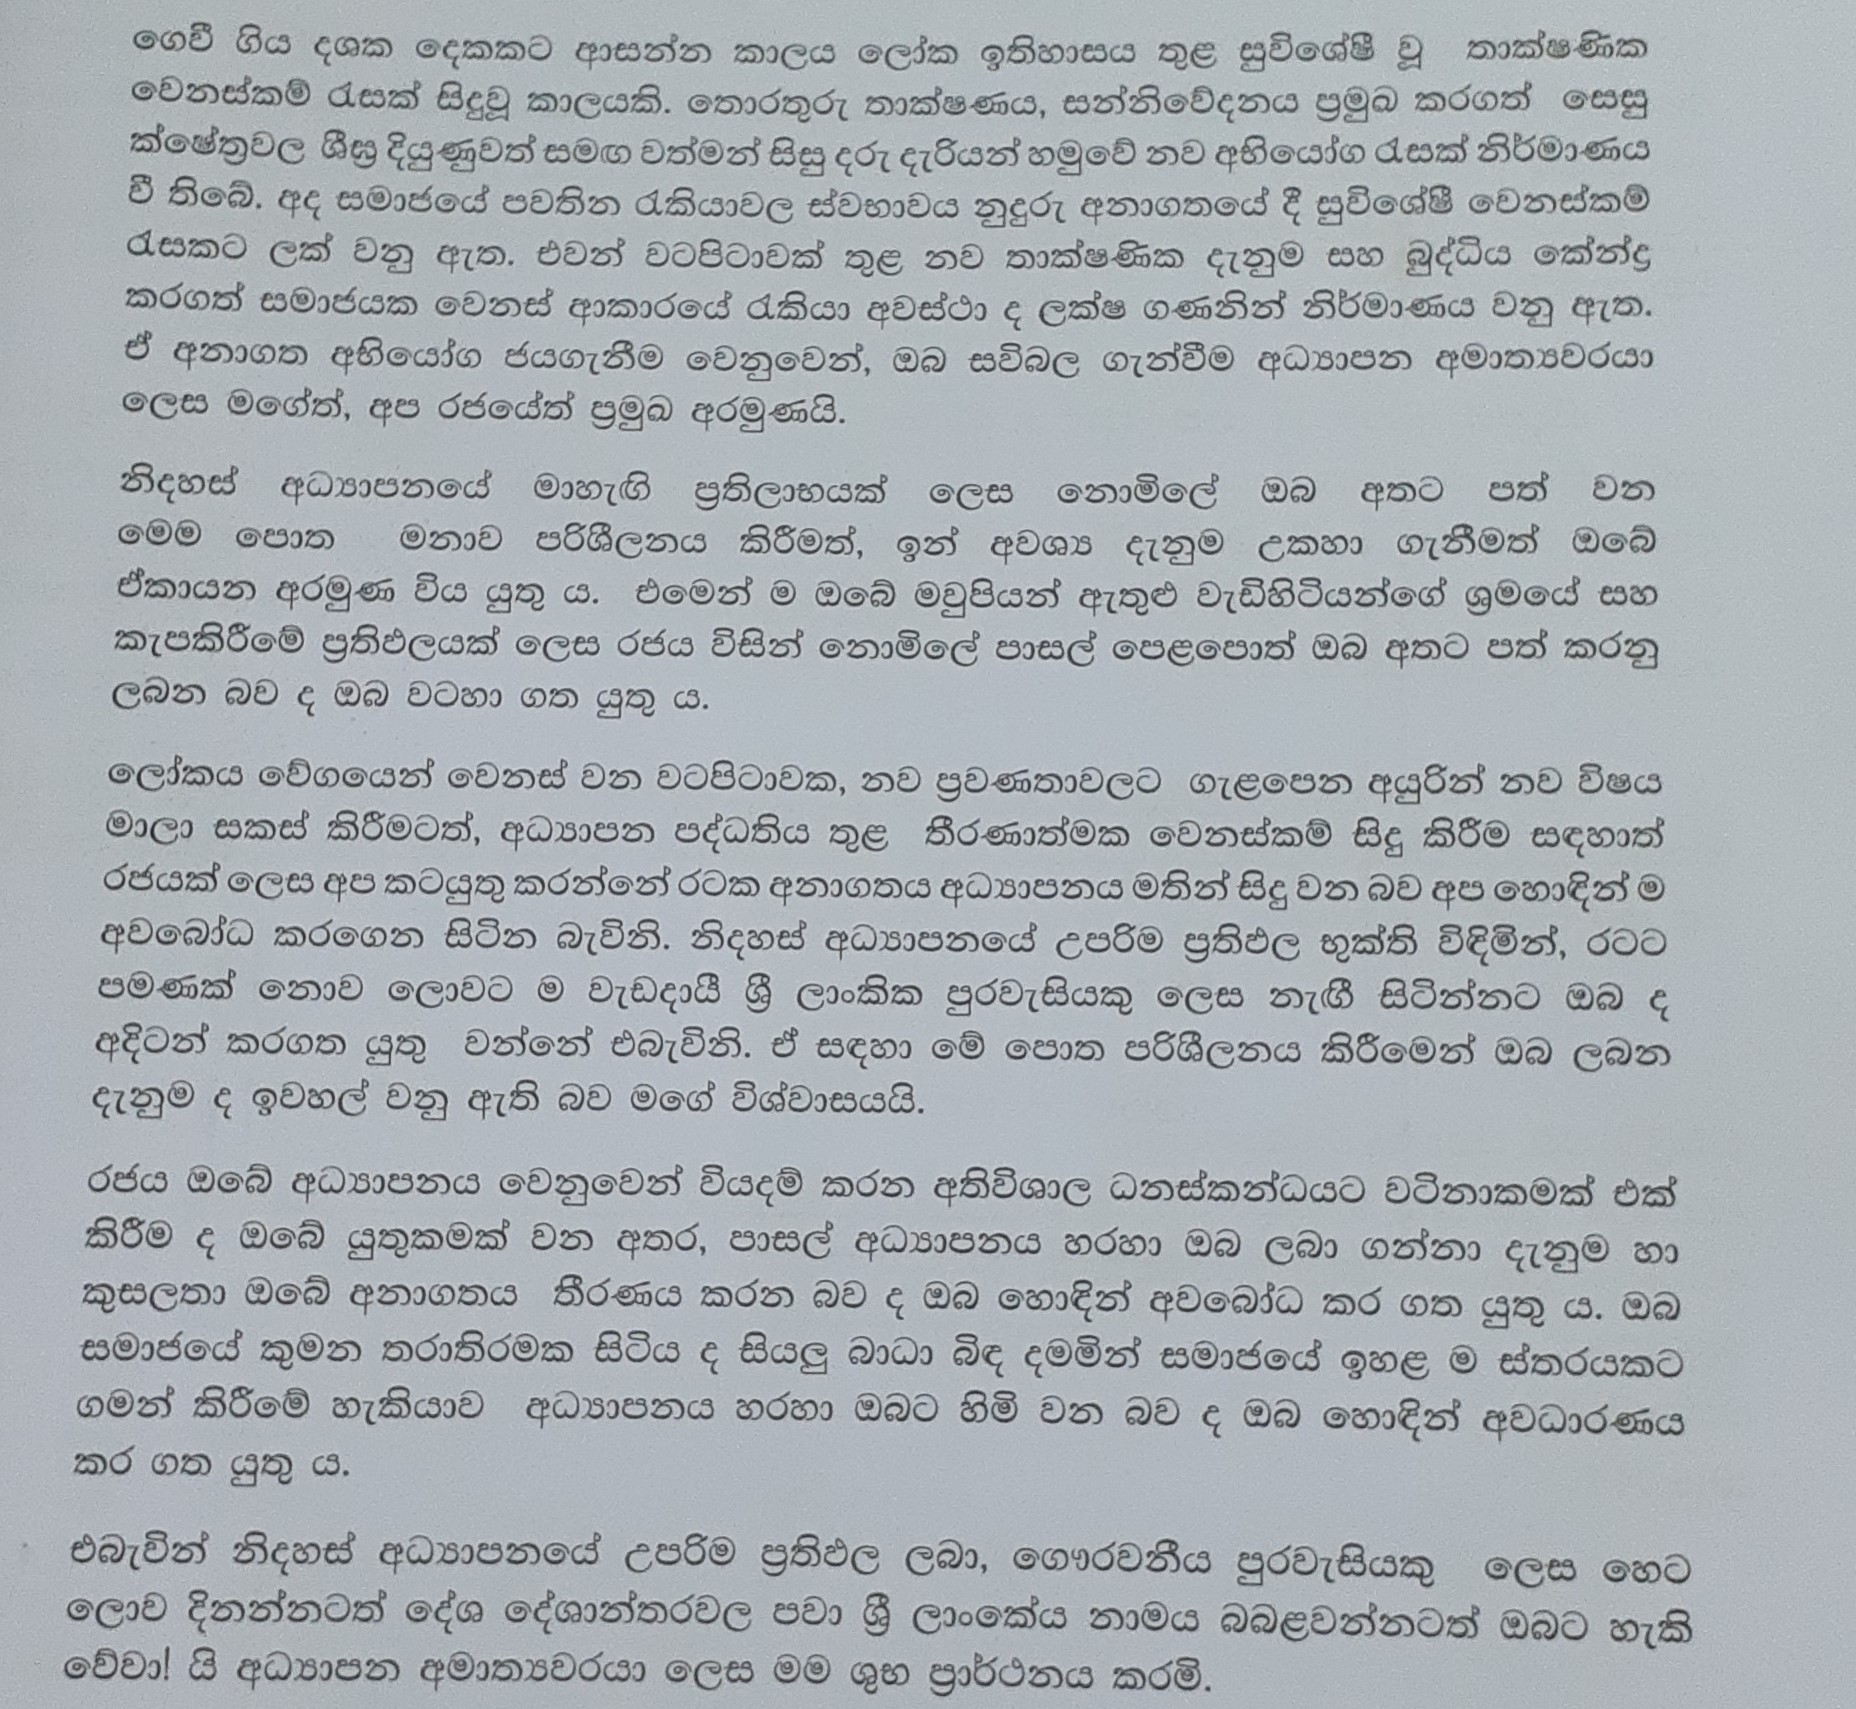 ගෙවී ගිය දශක දෙකකට ආසන්න කාලය ලෝක ඉතිහාසය තුළ සුවිශේෂී වූ තාක්ෂණික
වෙනස්කම් රැසක් සිදුවූ කාලයකි. තොරතුරු තාක්ෂණය, සන්නිවේදනය ප්‍රමුඛ කරගත් සෙසු
ක්ෂේත්‍රවල ශීඝ්‍ර දියුණුවත් සමඟ වත්මන් සිසු දරු දැරියන් හමුවේ නව අභියෝග රැසක් නිර්මාණය
වී තිබේ. අද සමාජයේ පවතින රැකියාවල ස්වභාවය නුදුරු අනාගතයේ දී සුවිශේෂී වෙනස්කම්
රැසකට ලක් වනු ඇත. එවන් වටපිටාවක් තුළ නව තාක්ෂණික දැනුම සහ බුද්ධිය කේන්ද්‍ර
කරගත් සමාජයක වෙනස් ආකාරයේ රැකියා අවස්ථා ද ලක්ෂ ගණනින් නිර්මාණය වනු ඇත.
ඒ අනාගත අභියෝග ජයගැනීම වෙනුවෙන්, ඔබ සවිබල ගැන්වීම අධ්‍යාපන අමාත්‍යවරයා
ලෙස මගේත්, අප රජයේත් ප්‍රමුඛ අරමුණයි.
නිදහස් අධ්‍යාපනයේ මාහැඟි ප්‍රතිලාභයක් ලෙස නොමිලේ ඔබ අතට පත් වන
මෙම පොත මනාව පරිශීලනය කිරීමත්, ඉන් අවශ්‍ය දැනුම උකහා ගැනීමත් ඔබේ
ඒකායන අරමුණ විය යුතු ය. එමෙන් ම ඔබේ මවුපියන් ඇතුළු වැඩිහිටියන්ගේ ශ්‍රමයේ සහ
කැපකිරීමේ ප්‍රතිඵලයක් ලෙස රජය විසින් නොමිලේ පාසල් පෙළපොත් ඔබ අතට පත් කරනු
ලබන බව ද ඔබ වටහා ගත යුතු ය.
ලෝකය වේගයෙන් වෙනස් වන වටපිටාවක, නව ප්‍රවණතාවලට ගැළපෙන අයුරින් නව විෂය
මාලා සකස් කිරීමටත්, අධ්‍යාපන පද්ධතිය තුළ තීරණාත්මක වෙනස්කම් සිදු කිරීම සඳහාත්
රජයක් ලෙස අප කටයුතු කරන්නේ රටක අනාගතය අධ්‍යාපනය මතින් සිදු වන බව අප හොඳින් ම
අවබෝධ කරගෙන සිටින බැවිනි. නිදහස් අධ්‍යාපනයේ උපරිම ප්‍රතිඵල භුක්ති විඳිමින්, රටට
පමණක් නොව ලොවට ම වැඩදායී ශ්‍රී ලාංකික පුරවැසියකු ලෙස නැඟී සිටින්නට ඔබ ද
අදිටන් කරගත යුතු වන්නේ එබැවිනි. ඒ සඳහා මේ පොත පරිශීලනය කිරීමෙන් ඔබ ලබන
දැනුම ද ඉවහල් වනු ඇති බව මගේ විශ්වාසයයි.
රජය ඔබේ අධ්‍යාපනය වෙනුවෙන් වියදම් කරන අතිවිශාල ධනස්කන්ධයට වටිනාකමක් එක්
කිරීම ද ඔබේ යුතුකමක් වන අතර, පාසල් අධ්‍යාපනය හරහා ඔබ ලබා ගන්නා දැනුම හා
කුසලතා ඔබේ අනාගතය තීරණය කරන බව ද ඔබ හොඳින් අවබෝධ කර ගත යුතු ය. ඔබ
සමාජයේ කුමන තරාතිරමක සිටිය ද සියලු බාධා බිඳ දමමින් සමාජයේ ඉහළ ම ස්තරයකට
ගමන් කිරීමේ හැකියාව අධ්‍යාපනය හරහා ඔබට හිමි වන බව ද ඔබ හොඳින් අවධාරණය
කර ගත යුතු ය.
එබැවින් නිදහස් අධ්‍යාපනයේ උපරිම ප්‍රතිඵල ලබා, ගෞරවනීය පුරවැසියකු ලෙස හෙට
ලොව දිනන්නටත් දේශ දේශාන්තරවල පවා ශ්‍රී ලාංකේය නාමය බබළවන්නටත් ඔබට හැකි
වේවා! යි අධ්‍යාපන අමාත්‍යවරයා ලෙස මම ශුභ ප්‍රාර්ථනය කරමි.